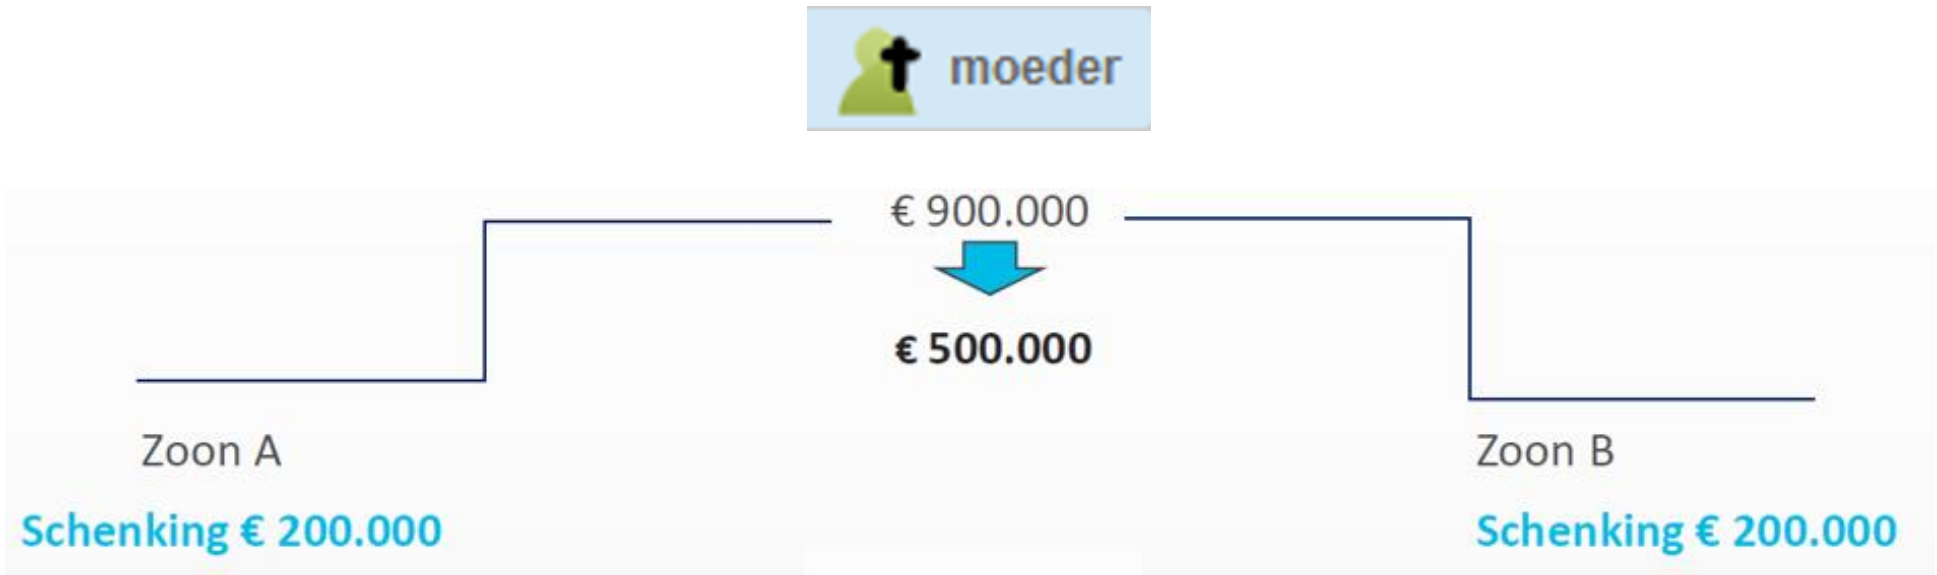 moeder
€ 900.000
€ 500.000
Zoon A
Zoon B
Schenking € 200.000
Schenking € 200.000